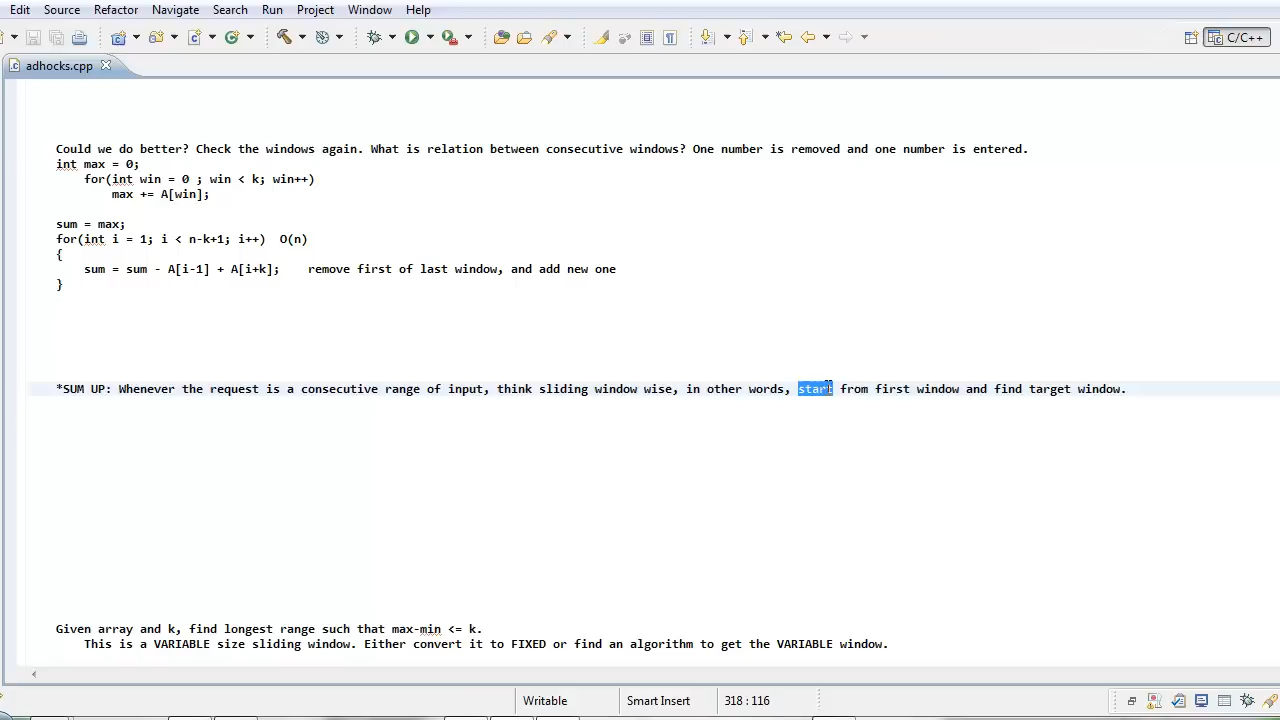 Edit Source Refactor Navigate Search Run Project Window Help
C/C++
adhocks.cpp
Could we do better? Check the windows again. What is relation between consecutive windows? One number is removed and one number is entered.
int max = 0;
for(int win = 0 ; win < k; win++)
max += A[win];
sum = max;
for(int i = 1; i < n-k+1; i++) O(n)
{
sum = sum - A[i-1] + A[i+k]; remove first of last window, and add new one
}
*SUM UP: Whenever the request is a consecutive range of input, think sliding window wise, in other words, start from first window and find target window.
Given array and k, find longest range such that max-min <= k.
This is a VARIABLE size sliding window. Either convert it to FIXED or find an algorithm to get the VARIABLE window.
Writable Smart Insert 318 : 116